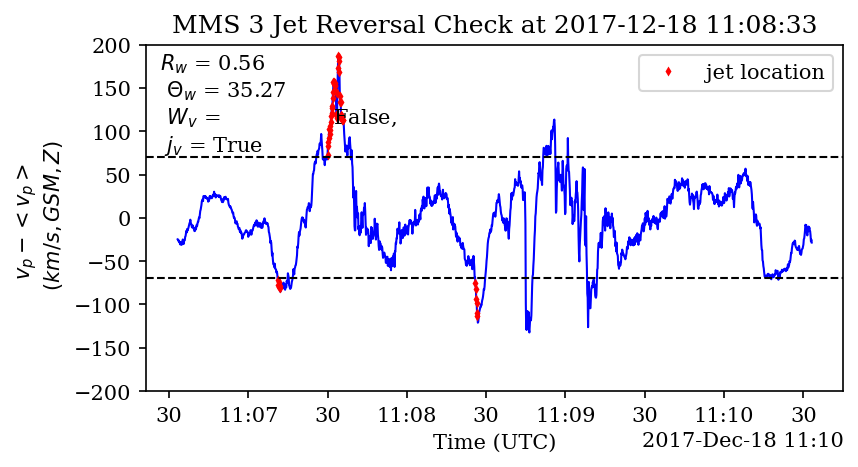 MMS 3 Jet Reversal Check at 2017-12-18 11:08:33
R_w = 0.56
Θ_w = 35.27
W_v = False,
j_v = True
jet location
200
150
100
50
0
−50
−100
−150
−200
v_p − < v_p >
(km/s, GSM, Z)
30 11:07 30 11:08 30 11:09 30 11:10 30
Time (UTC)
2017-Dec-18 11:10